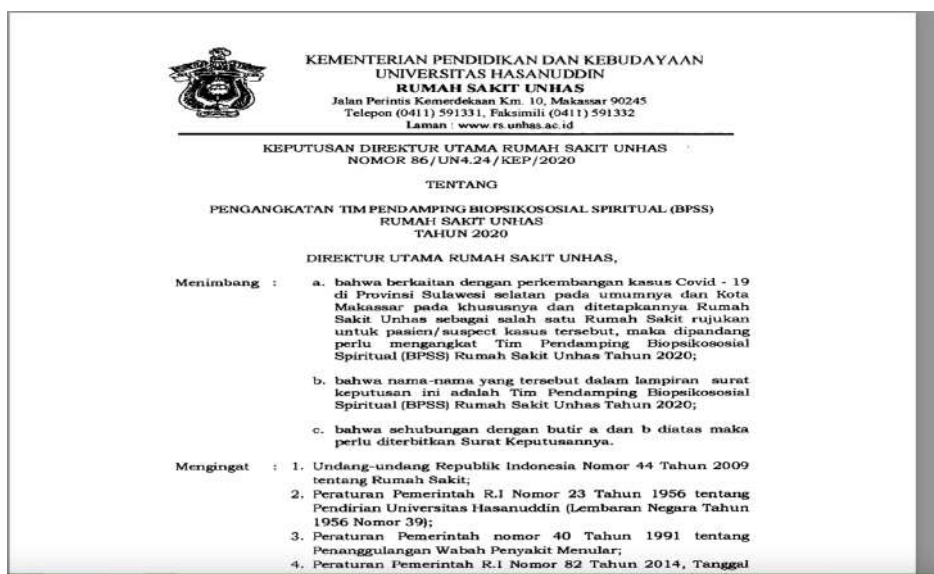 KEMENTERIAN PENDIDIKAN DAN KEBUDAYAAN
UNIVERSITAS HASANUDDIN
RUMAH SAKIT UNHAS
Jalan Perintis Kemerdekaan Km. 10, Makassar 90245
Telepon (0411) 591331, Faksimili (0411) 591332
Laman : www.rs.unhas.ac.id
KEPUTUSAN DIREKTUR UTAMA RUMAH SAKIT UNHAS
NOMOR 86/UN4.24/KEP/2020
TENTANG
PENGANGKATAN TIM PENDAMPING BIOPSIKOSOSIAL SPIRITUAL (BPSS)
RUMAH SAKIT UNHAS
TAHUN 2020
DIREKTUR UTAMA RUMAH SAKIT UNHAS,
Menimbang : a. bahwa berkaitan dengan perkembangan kasus Covid - 19
di Provinsi Sulawesi selatan pada umumnya dan Kota
Makassar pada khususnya dan ditetapkannya Rumah
Sakit Unhas sebagai salah satu Rumah Sakit rujukan
untuk pasien/suspect kasus tersebut, maka dipandang
perlu mengangkat Tim Pendamping Biopsikososial
Spiritual (BPSS) Rumah Sakit Unhas Tahun 2020;
b. bahwa nama-nama yang tersebut dalam lampiran surat
keputusan ini adalah Tim Pendamping Biopsikososial
Spiritual (BPSS) Rumah Sakit Unhas Tahun 2020;
c. bahwa sehubungan dengan butir a dan b diatas maka
perlu diterbitkan Surat Keputusannya.
Mengingat : 1. Undang-undang Republik Indonesia Nomor 44 Tahun 2009
tentang Rumah Sakit;
2. Peraturan Pemerintah R.I Nomor 23 Tahun 1956 tentang
Pendirian Universitas Hasanuddin (Lembaran Negara Tahun
1956 Nomor 39);
3. Peraturan Pemerintah nomor 40 Tahun 1991 tentang
Penanggulangan Wabah Penyakit Menular;
4. Peraturan Pemerintah R.I Nomor 82 Tahun 2014, Tanggal